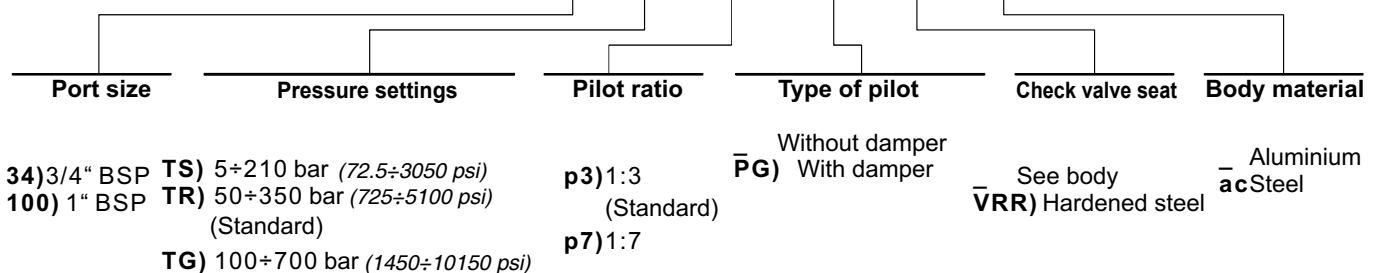 Port size
Pressure settings
Pilot ratio
Type of pilot
Check valve seat
Body material
34)3/4“ BSP
100) 1“ BSP
TS) 5÷210 bar (72.5÷3050 psi)
TR) 50÷350 bar (725÷5100 psi)
(Standard)
TG) 100÷700 bar (1450÷10150 psi)
p3)1:3
(Standard)
p7)1:7
_ Without damper
PG) With damper
_ See body
VRR) Hardened steel
_ Aluminium
acSteel